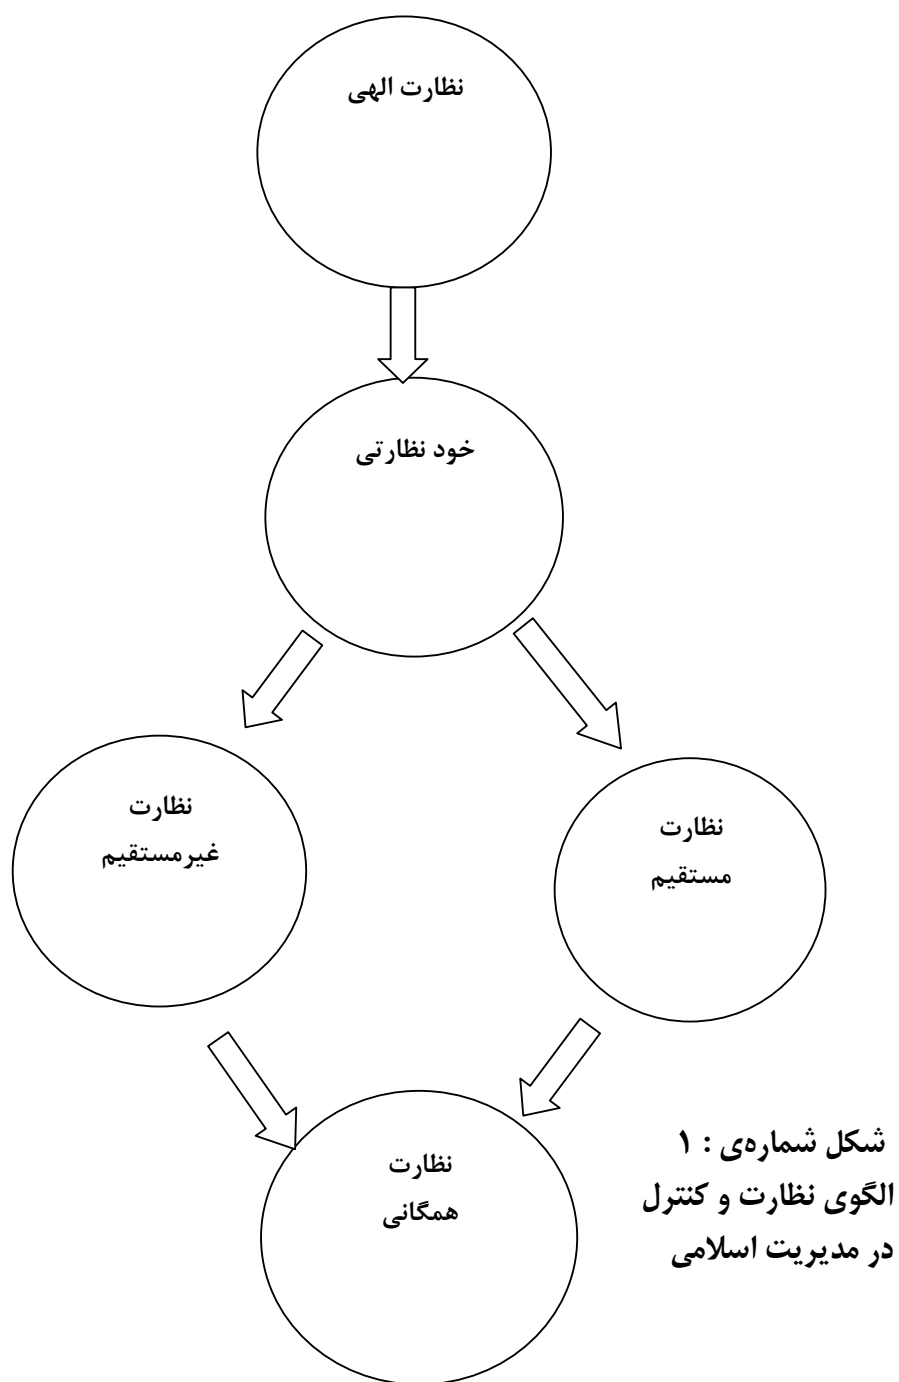 نظارت الهی
خود نظارتی
نظارت
غیرمستقیم
نظارت
مستقیم
نظارت
همگانی
شکل شماره‌ی : ۱
الگوی نظارت و کنترل
در مدیریت اسلامی